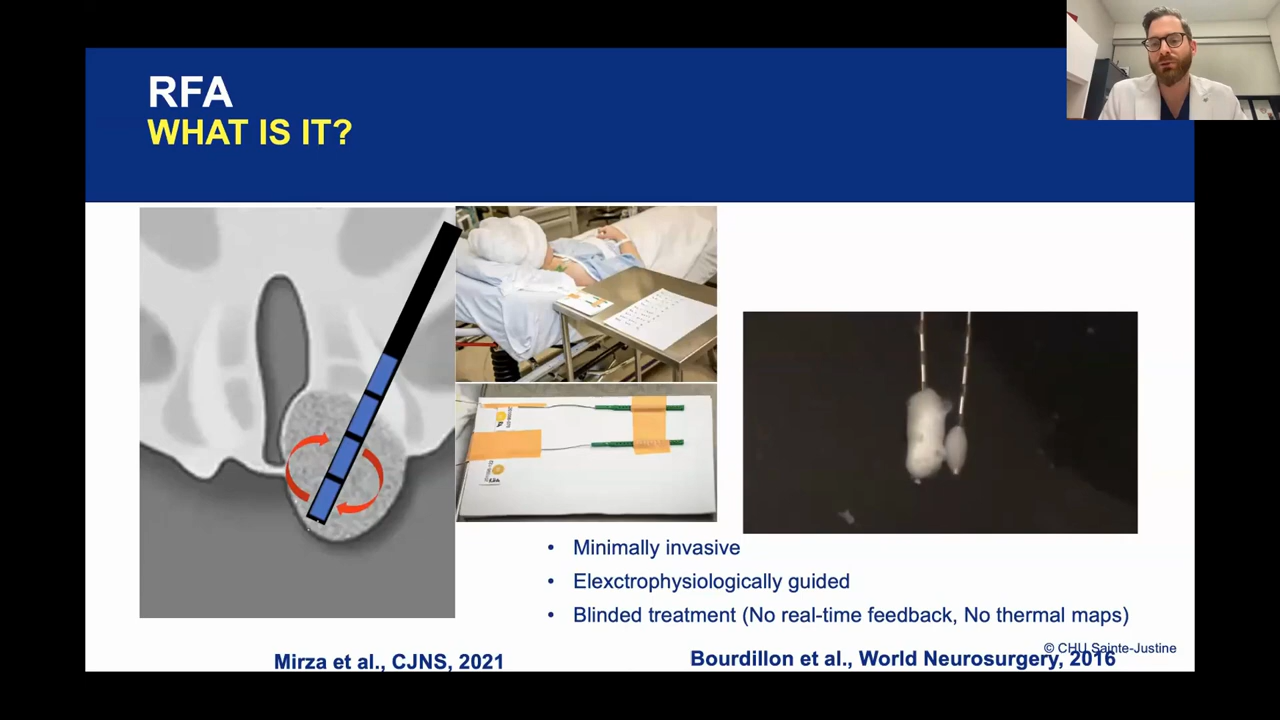 RFA
WHAT IS IT?
• Minimally invasive
• Elexctrophysiologically guided
• Blinded treatment (No real-time feedback, No thermal maps)
© CHU Sainte-Justine
Mirza et al., CJNS, 2021
Bourdillon et al., World Neurosurgery, 2016